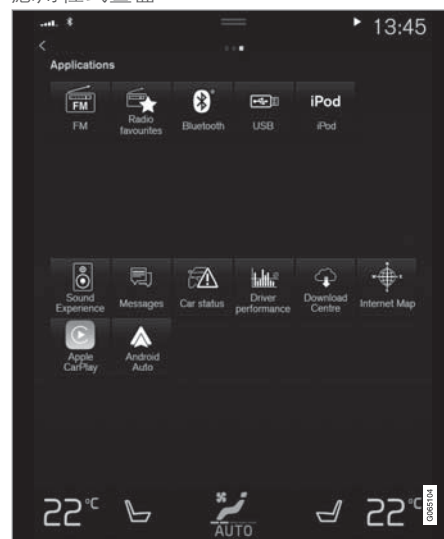 13:45
Applications
FM
FM
Radio
favourites
Bluetooth
USB
iPod
iPod
Sound
Experience
Messages
Car status
Driver
performance
Download
Centre
Internet Map
Apple
CarPlay
Android
Auto
22°C
AUTO
22°C
G065104